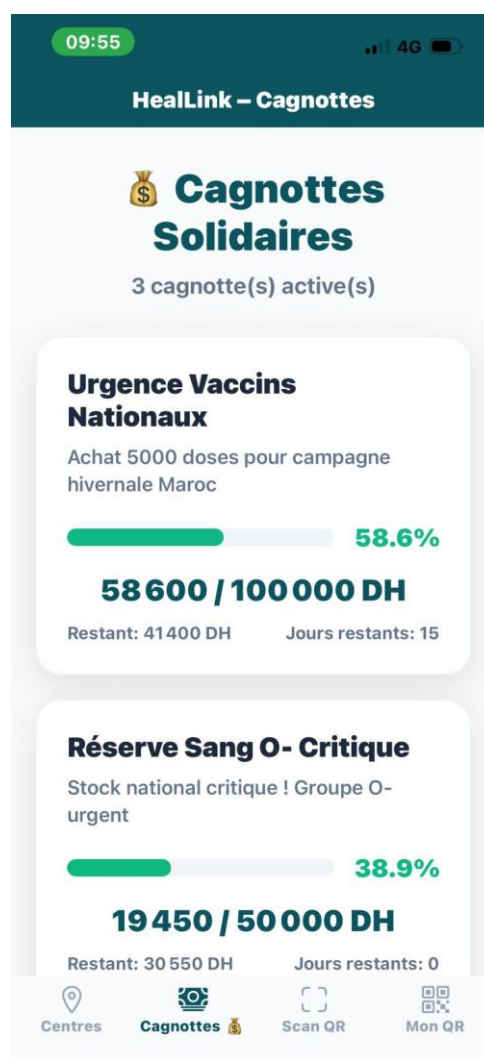 09:55
4G
HealLink – Cagnottes
💰 Cagnottes
Solidaires
3 cagnotte(s) active(s)
Urgence Vaccins
Nationaux
Achat 5000 doses pour campagne
hivernale Maroc
58.6%
58 600 / 100 000 DH
Restant: 41 400 DH Jours restants: 15
Réserve Sang O- Critique
Stock national critique ! Groupe O-
urgent
38.9%
19 450 / 50 000 DH
Restant: 30 550 DH Jours restants: 0
Centres Cagnottes 💰 Scan QR Mon QR